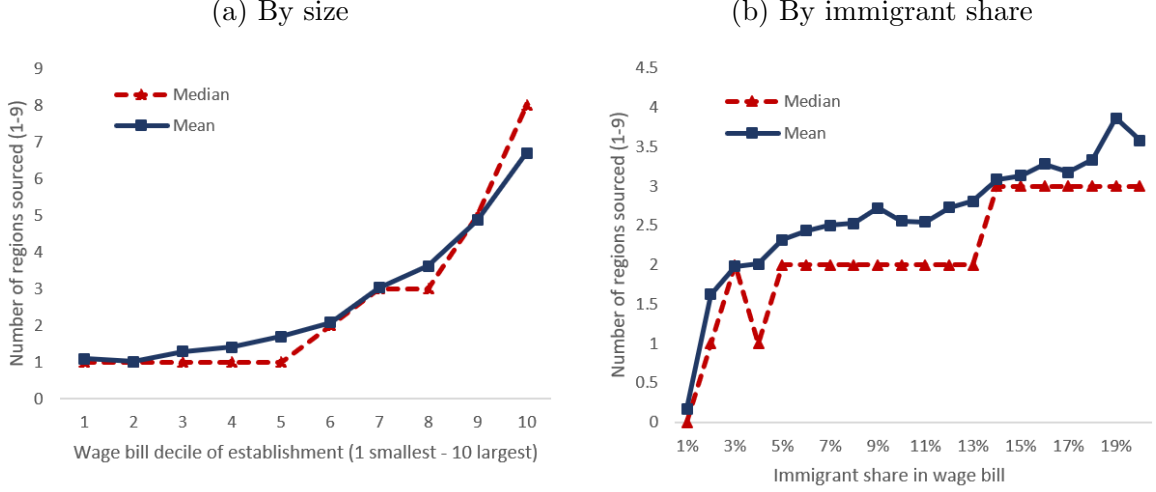 (a) By size
Number of regions sourced (1-9)
9
8
7
6
5
4
3
2
1
0
Median
Mean
1 2 3 4 5 6 7 8 9 10
Wage bill decile of establishment (1 smallest - 10 largest)
(b) By immigrant share
Number of regions sourced (1-9)
4.5
4
3.5
3
2.5
2
1.5
1
0.5
0
Median
Mean
1% 3% 5% 7% 9% 11% 13% 15% 17% 19%
Immigrant share in wage bill